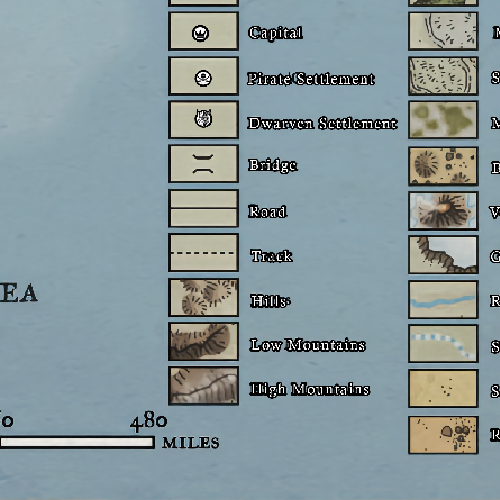 Capital
Pirate Settlement
Dwarven Settlement
Bridge
Road
Track
Hills
Low Mountains
High Mountains
EA
480
MILES